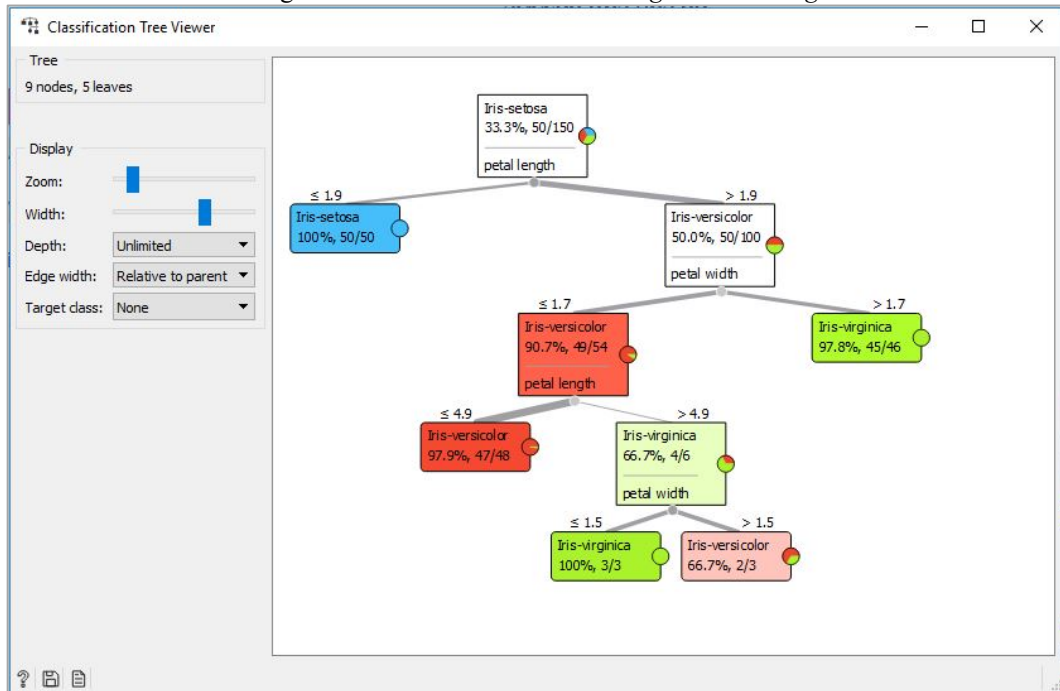 Classification Tree Viewer
Tree
9 nodes, 5 leaves
Display
Zoom:
Width:
Depth:
Unlimited
Edge width:
Relative to parent
Target class:
None
Iris-setosa
33.3%, 50/150
petal length
≤ 1.9
> 1.9
Iris-setosa
100%, 50/50
Iris-versicolor
50.0%, 50/100
petal width
≤ 1.7
> 1.7
Iris-versicolor
90.7%, 49/54
petal length
Iris-virginica
97.8%, 45/46
≤ 4.9
> 4.9
Iris-versicolor
97.9%, 47/48
Iris-virginica
66.7%, 4/6
petal width
≤ 1.5
> 1.5
Iris-virginica
100%, 3/3
Iris-versicolor
66.7%, 2/3
?